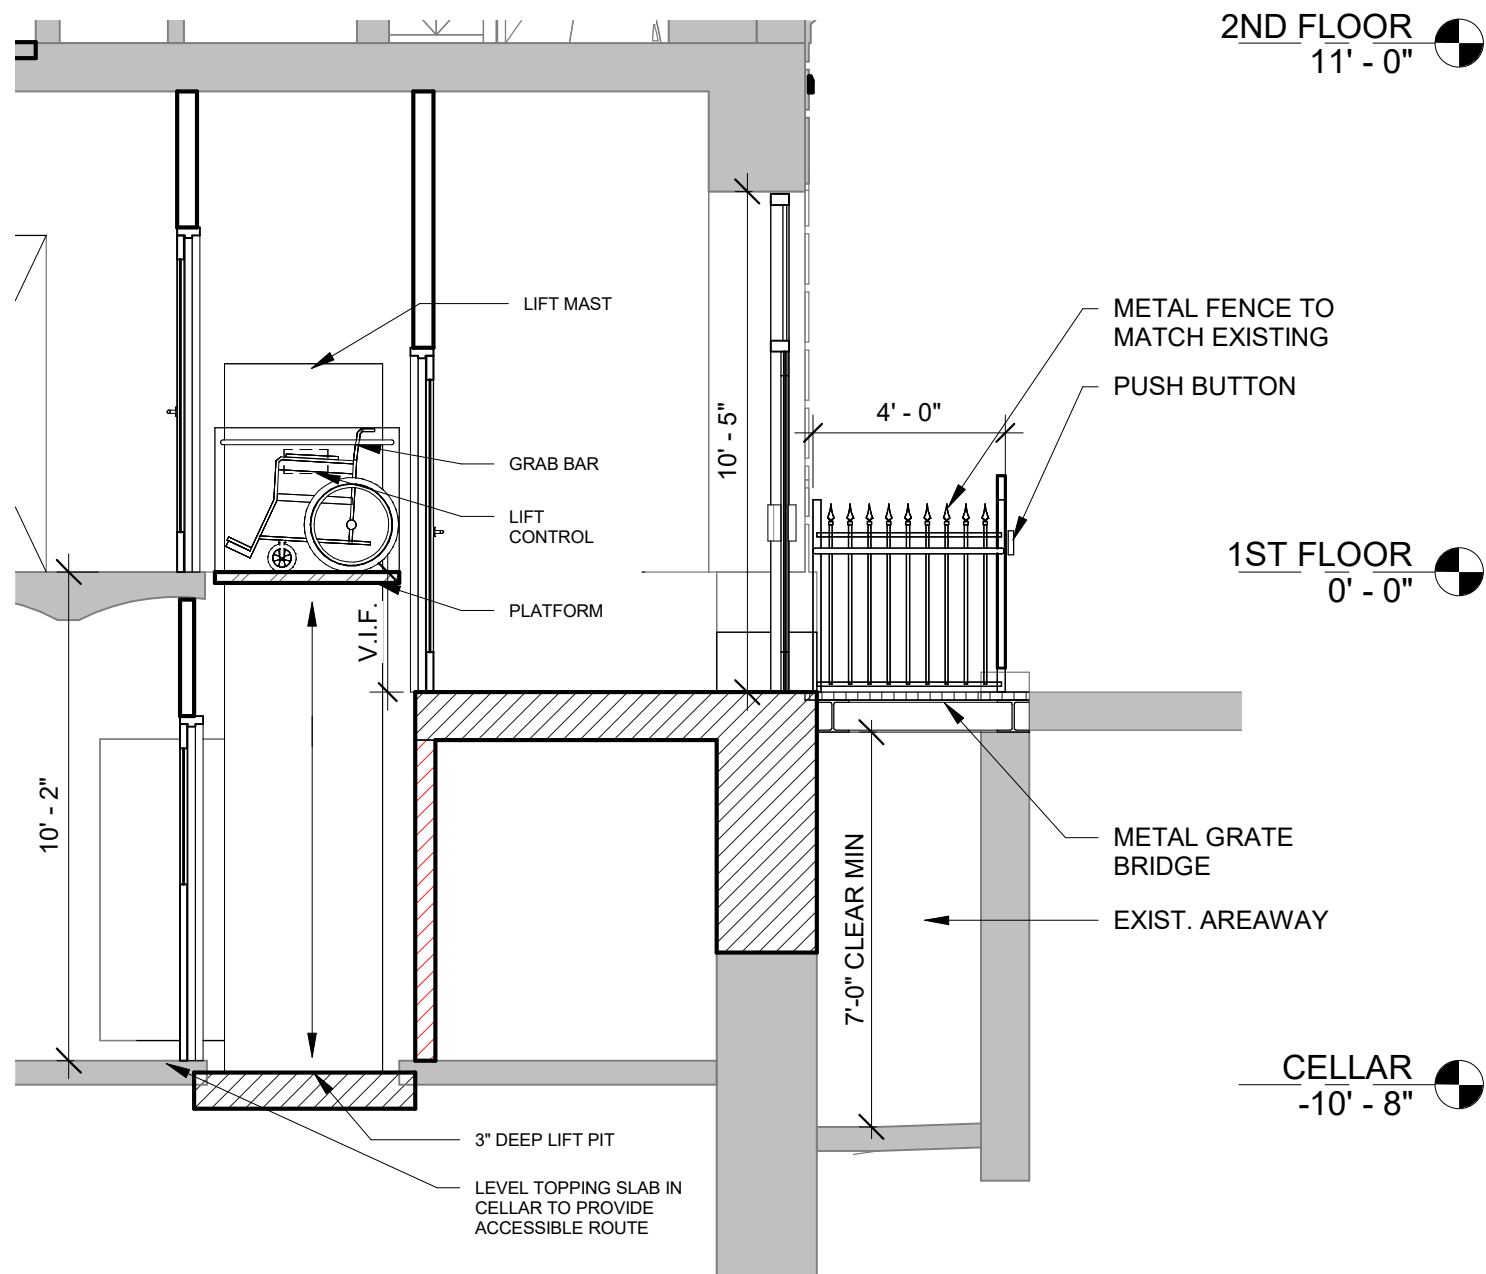 2ND FLOOR
11' - 0"
LIFT MAST
METAL FENCE TO
MATCH EXISTING
PUSH BUTTON
4' - 0"
10' - 5"
GRAB BAR
LIFT
CONTROL
1ST FLOOR
0' - 0"
PLATFORM
V.I.F.
10' - 2"
METAL GRATE
BRIDGE
7'-0" CLEAR MIN
EXIST. AREAWAY
CELLAR
-10' - 8"
3" DEEP LIFT PIT
LEVEL TOPPING SLAB IN
CELLAR TO PROVIDE
ACCESSIBLE ROUTE